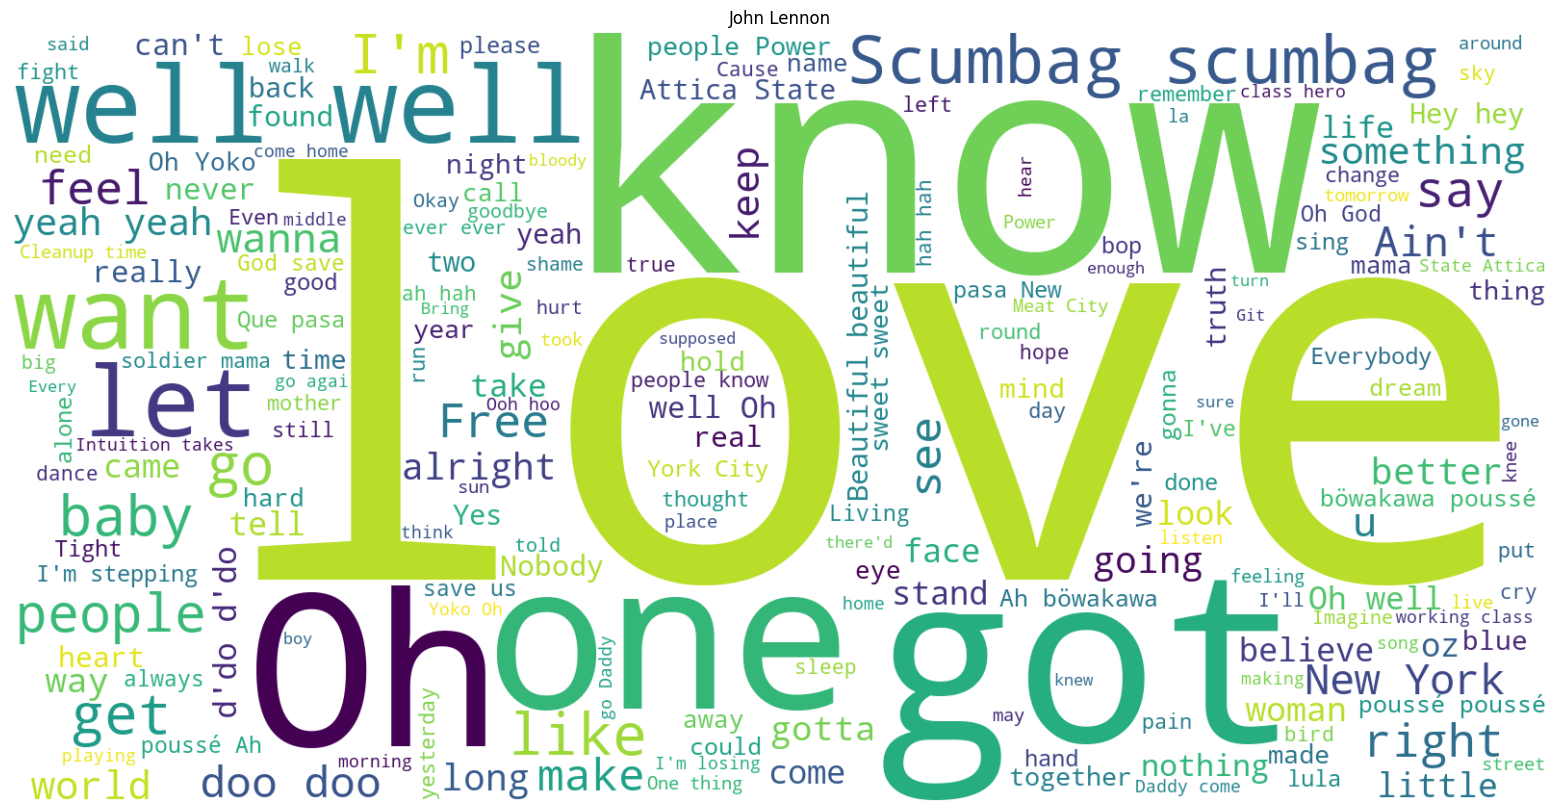 John Lennon
said
can't
lose
I'm
please
people Power
Cause
name
Scumbag scumbag
around
fight
walk
back
well well
found
Attica State
left
know
remember
class hero
sky
la
Hey hey
need
Oh Yoko
come home
night
bloody
keep
hear
life
something
feel
never
call
Okay
goodbye
hah hah
Power
change
tomorrow
say
yeah yeah
Even
middle
ever ever
yeah
bop
Oh God
Cleanup time
wanna
God save
two
shame
true
enough
sing
Ain't
really
good
ah hah
give
hurt
Beautiful beautiful
pasa New
truth
mama
State Attica
turn
thing
want
Que pasa
Bring
year
took
supposed
sweet sweet
Meat City
round
Git
big
soldier mama
time
run
love
hold
hope
Everybody
Every
go agai
take
people know
mind
dream
let
mother
Ooh hoo
well Oh
day
gonna
sure
alone
still
Free
real
see
I've
gone
Intuition takes
dance
came
go
alright
York City
we're
better
knee
hard
sun
thought
done
böwakawa poussé
baby
tell
Yes
place
Living
look
u
Tight
think
told
there'd
listen
put
I'm stepping
d'do d'do
Nobody
eye
face
going
save us
home
stand
Ah böwakawa
feeling
cry
people
Yoko Oh
I'll
Oh well
live
Oh
boy
one
got
Imagine
working class
heart
go Daddy
sleep
knew
believe
song
oz
blue
way
always
making
New York
get
yesterday
like
away
gotta
may
pain
woman
poussé poussé
poussé Ah
could
bird
right
playing
morning
I'm losing
hand
made
street
world
doo doo
long
make
One thing
come
together
Daddy come
nothing
lula
little